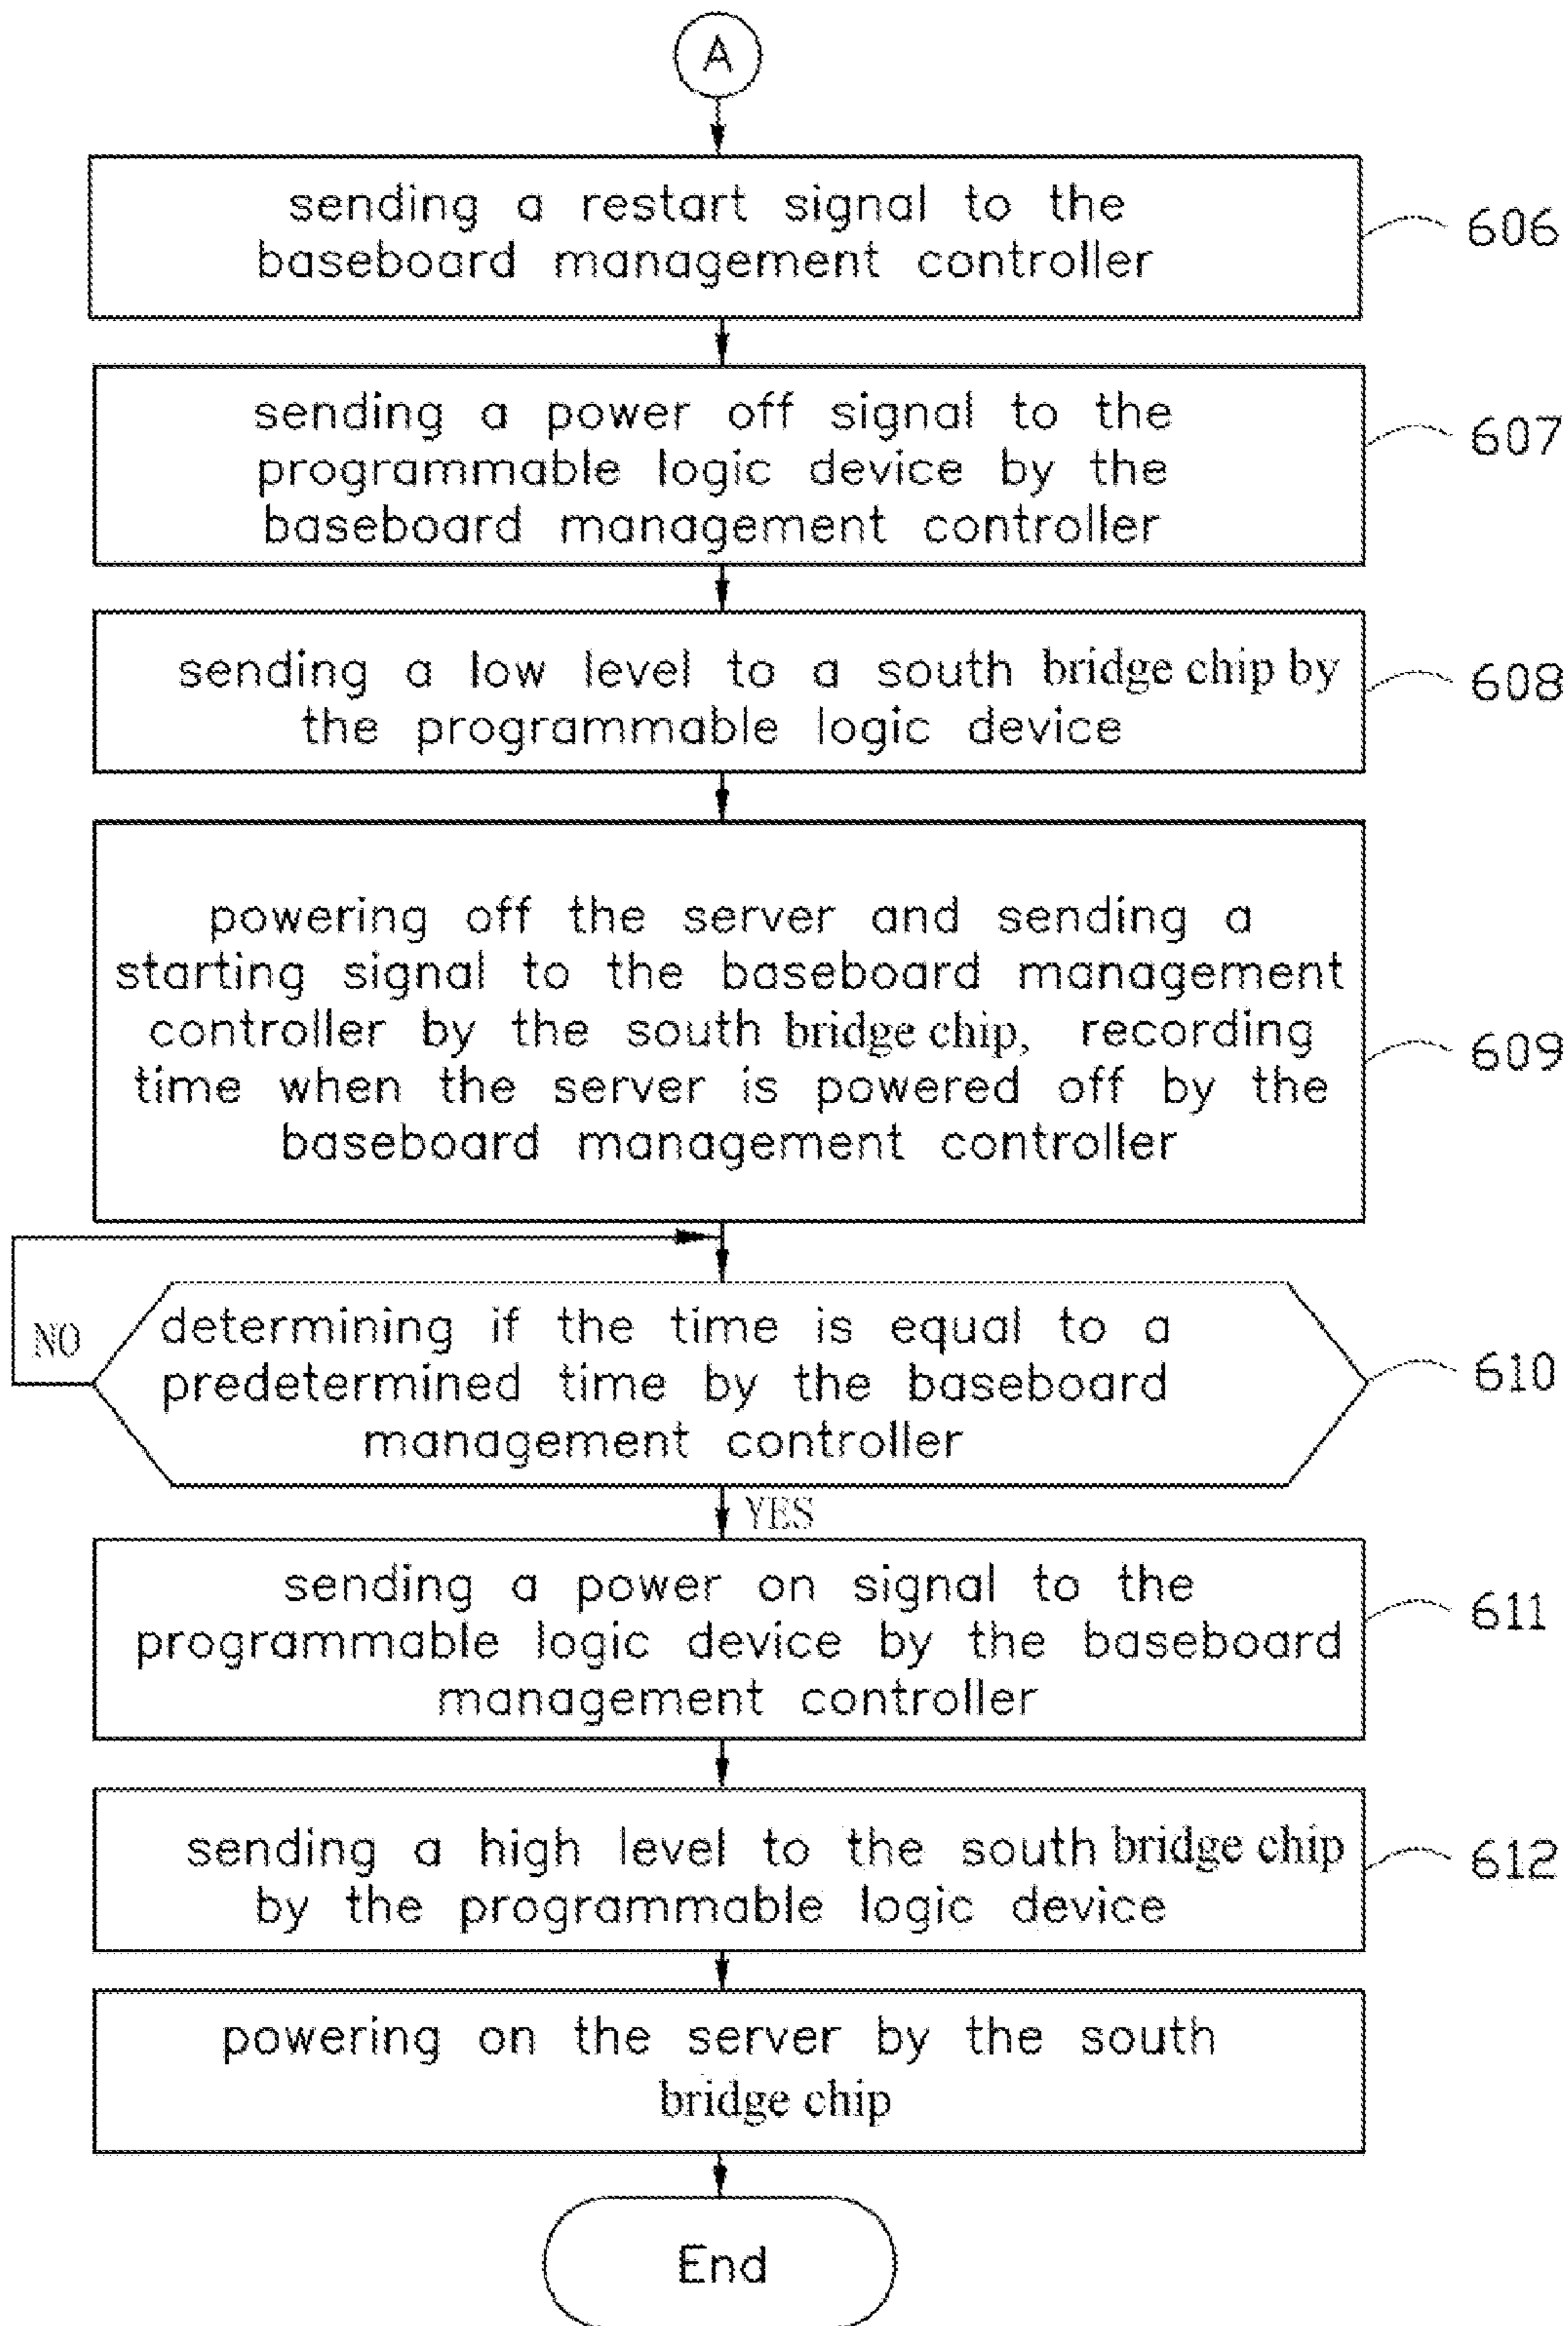 A
sending a restart signal to the
baseboard management controller
606
sending a power off signal to the
programmable logic device by the
baseboard management controller
607
sending a low level to a south bridge chip by
the programmable logic device
608
powering off the server and sending a
starting signal to the baseboard management
controller by the south bridge chip, recording
time when the server is powered off by the
baseboard management controller
609
NO
determining if the time is equal to a
predetermined time by the baseboard
management controller
610
YES
sending a power on signal to the
programmable logic device by the baseboard
management controller
611
sending a high level to the south bridge chip
by the programmable logic device
612
powering on the server by the south
bridge chip
End